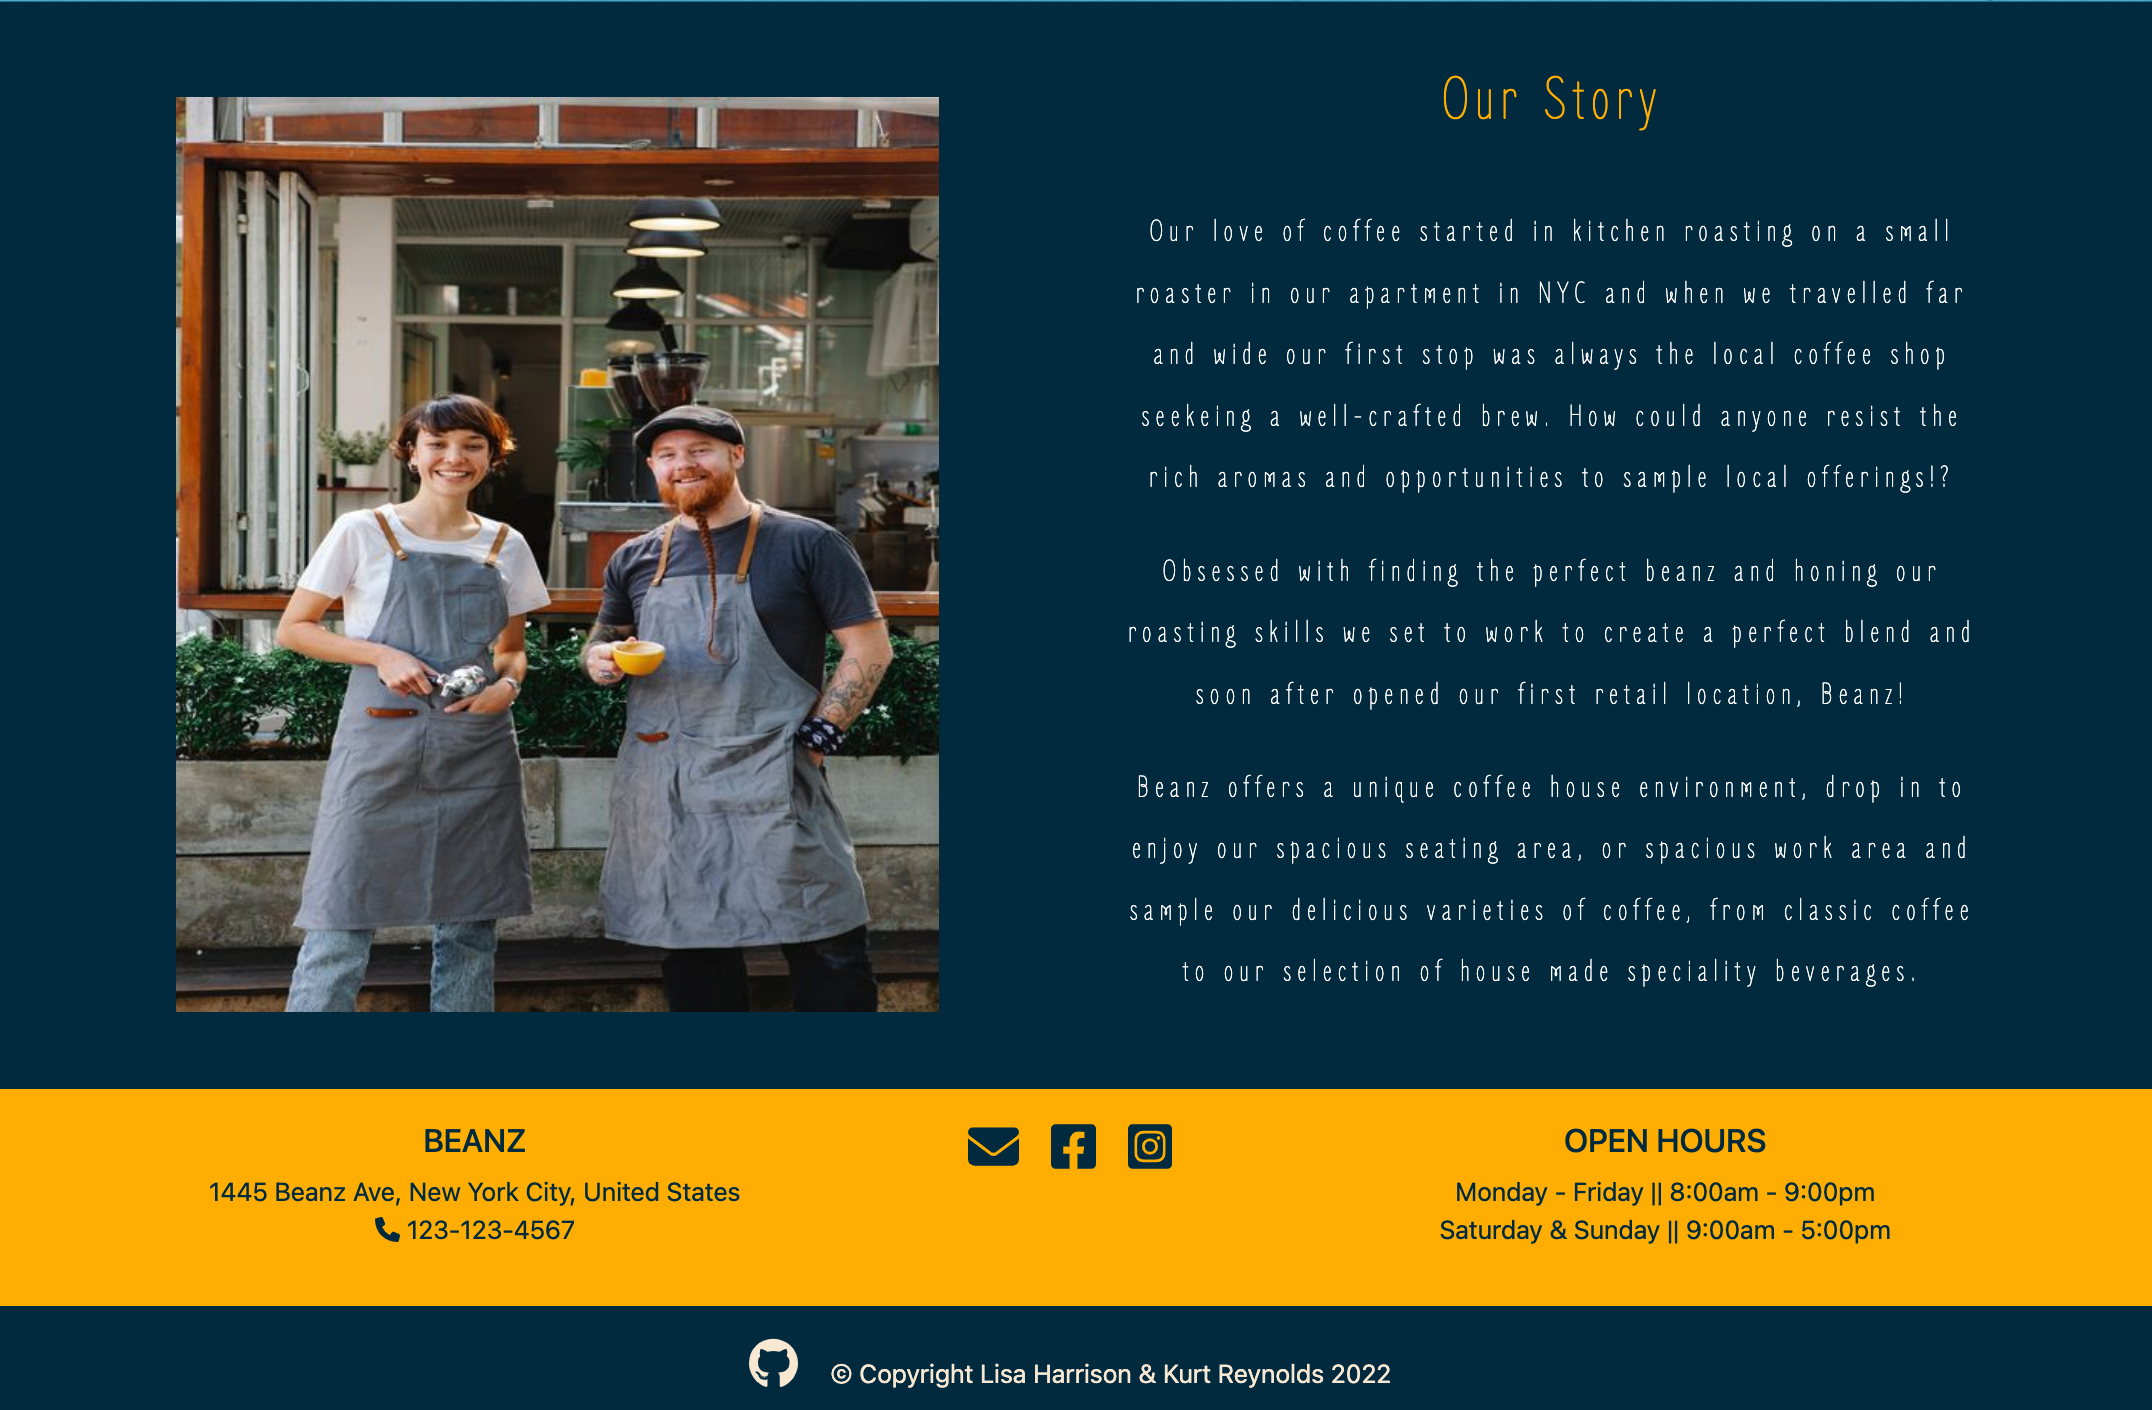 Our Story
Our love of coffee started in kitchen roasting on a small
roaster in our apartment in NYC and when we travelled far
and wide our first stop was always the local coffee shop
seekeing a well-crafted brew. How could anyone resist the
rich aromas and opportunities to sample local offerings!?
Obsessed with finding the perfect beanz and honing our
roasting skills we set to work to create a perfect blend and
soon after opened our first retail location, Beanz!
Beanz offers a unique coffee house environment, drop in to
enjoy our spacious seating area, or spacious work area and
sample our delicious varieties of coffee, from classic coffee
to our selection of house made speciality beverages.
BEANZ
1445 Beanz Ave, New York City, United States
123-123-4567
OPEN HOURS
Monday - Friday || 8:00am - 9:00pm
Saturday & Sunday || 9:00am - 5:00pm
© Copyright Lisa Harrison & Kurt Reynolds 2022